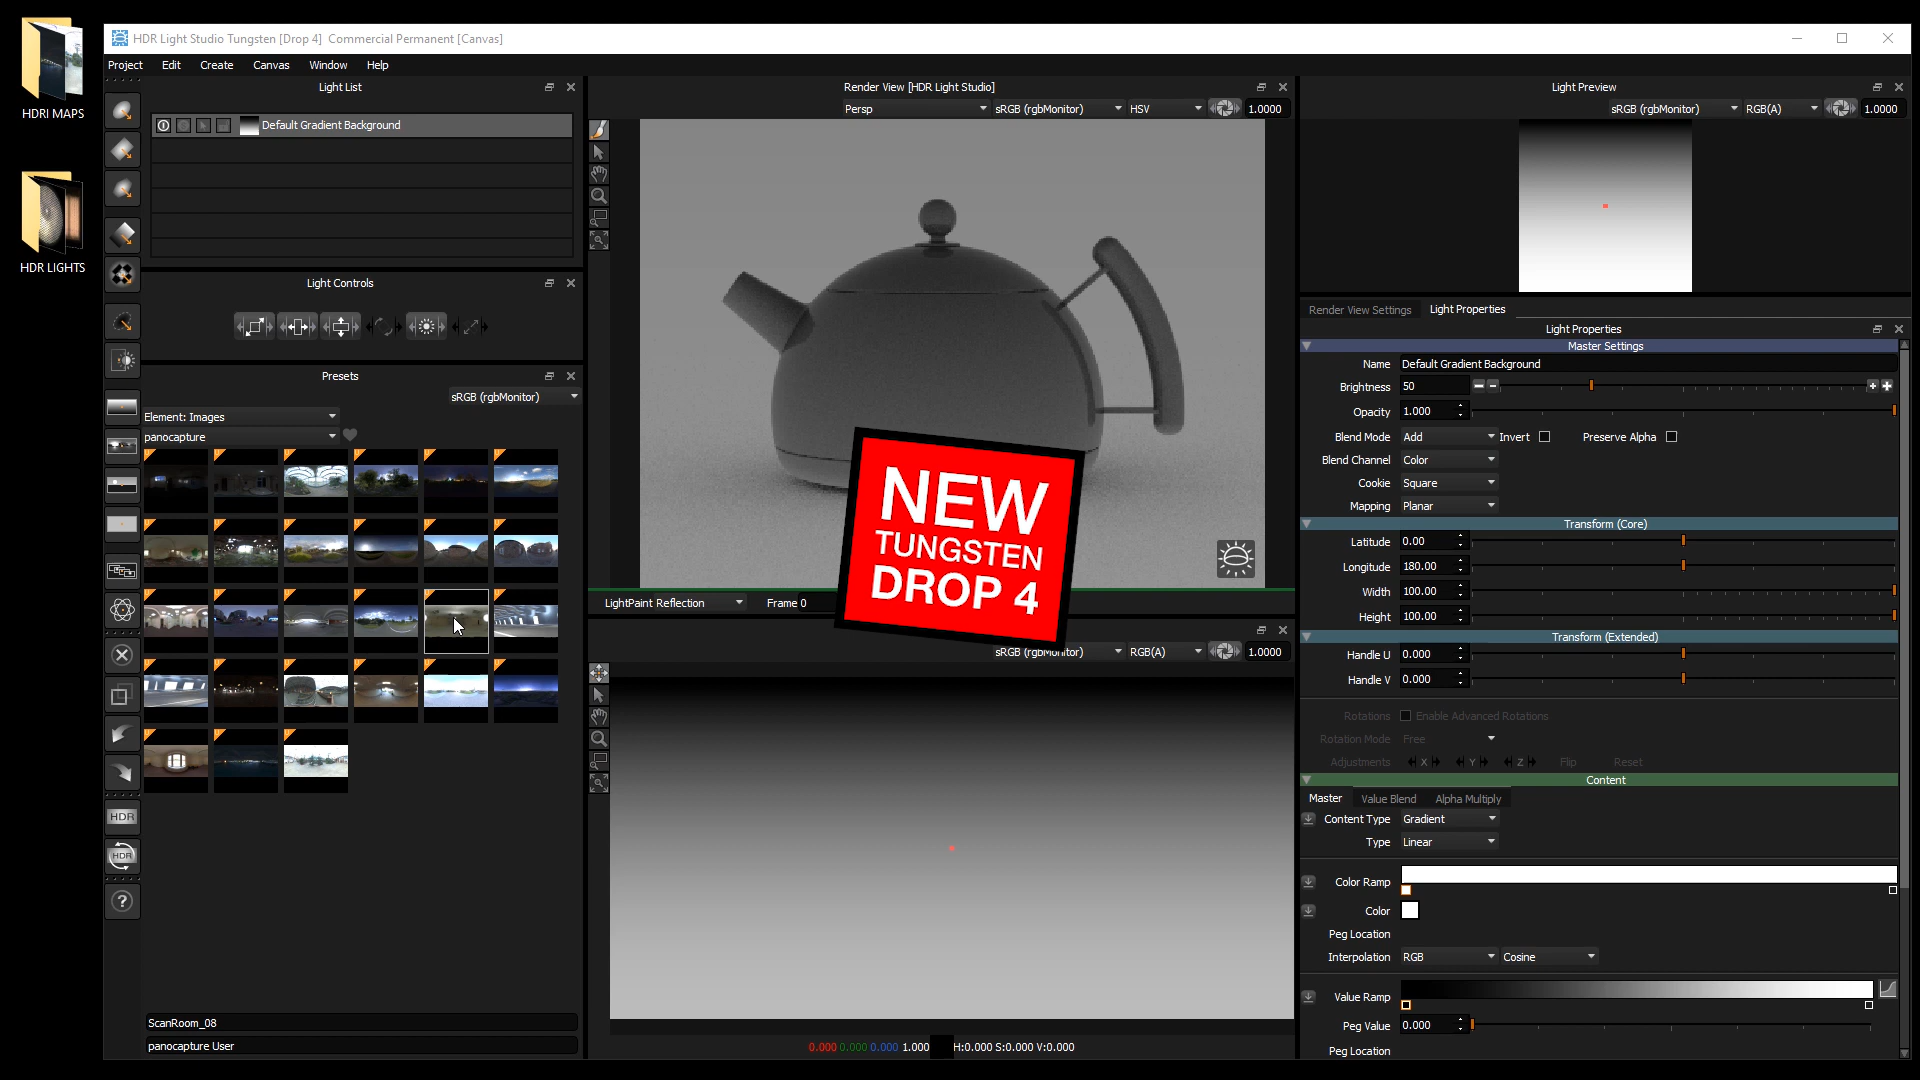 HDRI MAPS
HDR LIGHTS
HDR Light Studio Tungsten [Drop 4]  Commercial Permanent [Canvas]
Project Edit Create Canvas Window Help
Light List
Default Gradient Background
Light Controls
Presets
sRGB (rgbMonitor)
Element: Images
panocapture
HDR
HDR
?
ScanRoom_08
panocapture User
Render View [HDR Light Studio]
Persp sRGB (rgbMonitor) HSV 1.0000
NEW
TUNGSTEN
DROP 4
LightPaint Reflection Frame 0
sRGB (rgbMonitor) RGB(A) 1.0000
0.000 0.000 0.000 1.000 H:0.000 S:0.000 V:0.000
Light Preview
sRGB (rgbMonitor) RGB(A) 1.0000
Render View Settings Light Properties
Light Properties
Master Settings
Name Default Gradient Background
Brightness 50
Opacity 1.000
Blend Mode Add Invert Preserve Alpha
Blend Channel Color
Cookie Square
Mapping Planar
Transform (Core)
Latitude 0.00
Longitude 180.00
Width 100.00
Height 100.00
Transform (Extended)
Handle U 0.000
Handle V 0.000
Rotations Enable Advanced Rotations
Rotation Mode Free
Adjustments X Y Z Flip Reset
Content
Master Value Blend Alpha Multiply
Content Type Gradient
Type Linear
Color Ramp
Color
Peg Location
Interpolation RGB Cosine
Value Ramp
Peg Value 0.000
Peg Location